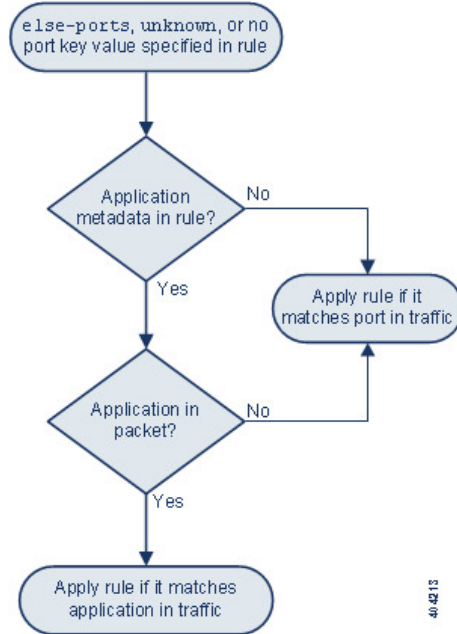 else-ports, unknown, or no
port key value specified in rule
Application
metadata in rule?
No
Yes
Apply rule if it
matches port in traffic
Application in
packet?
No
Yes
Apply rule if it matches
application in traffic
404213